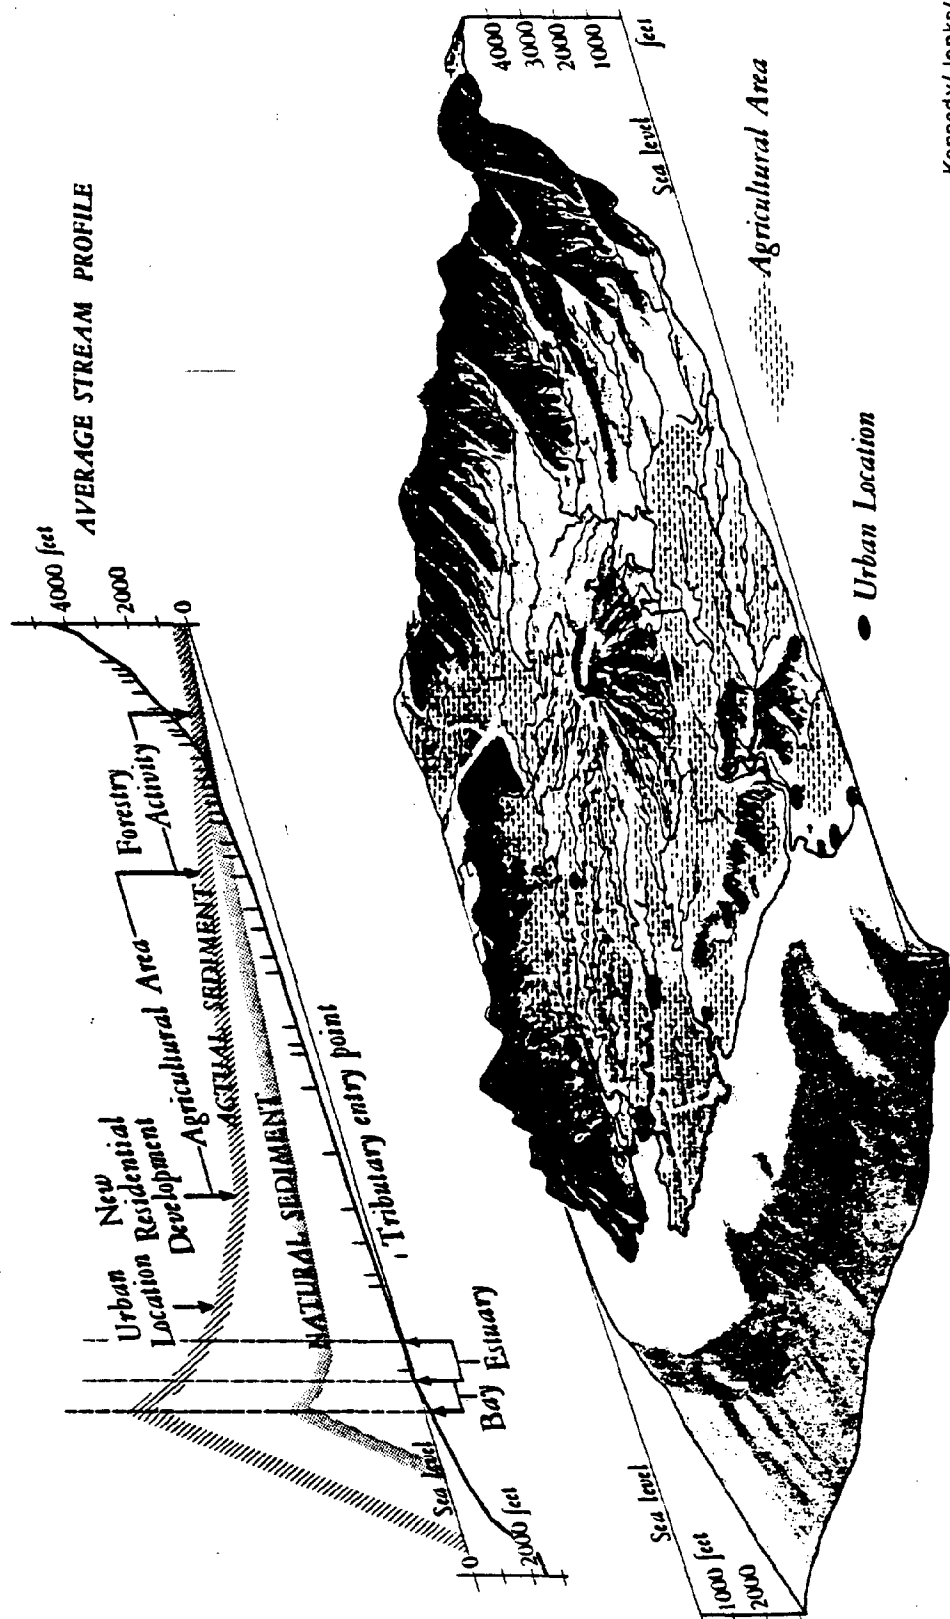 AVERAGE STREAM PROFILE
4000 feet
2000
0
Forestry
Activity
Agricultural Area
New
Residential
Development
Urban
Location
ACTUAL SEDIMENT
NATURAL SEDIMENT
Tributary entry point
Estuary
Bay
Sea level
0
2000 feet
4000
3000
2000
1000
feet
Sea level
Agricultural Area
Urban Location
Sea level
1000 feet
2000